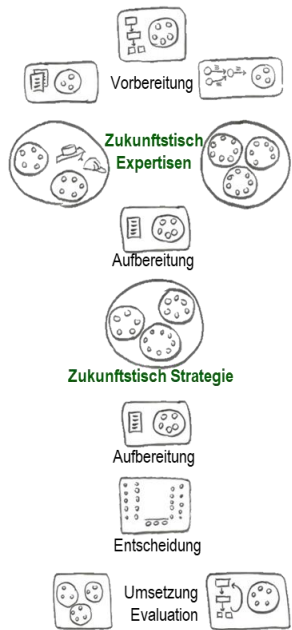 Vorbereitung
Zukunftstisch
Expertisen
Aufbereitung
Zukunftstisch Strategie
Aufbereitung
Entscheidung
Umsetzung
Evaluation